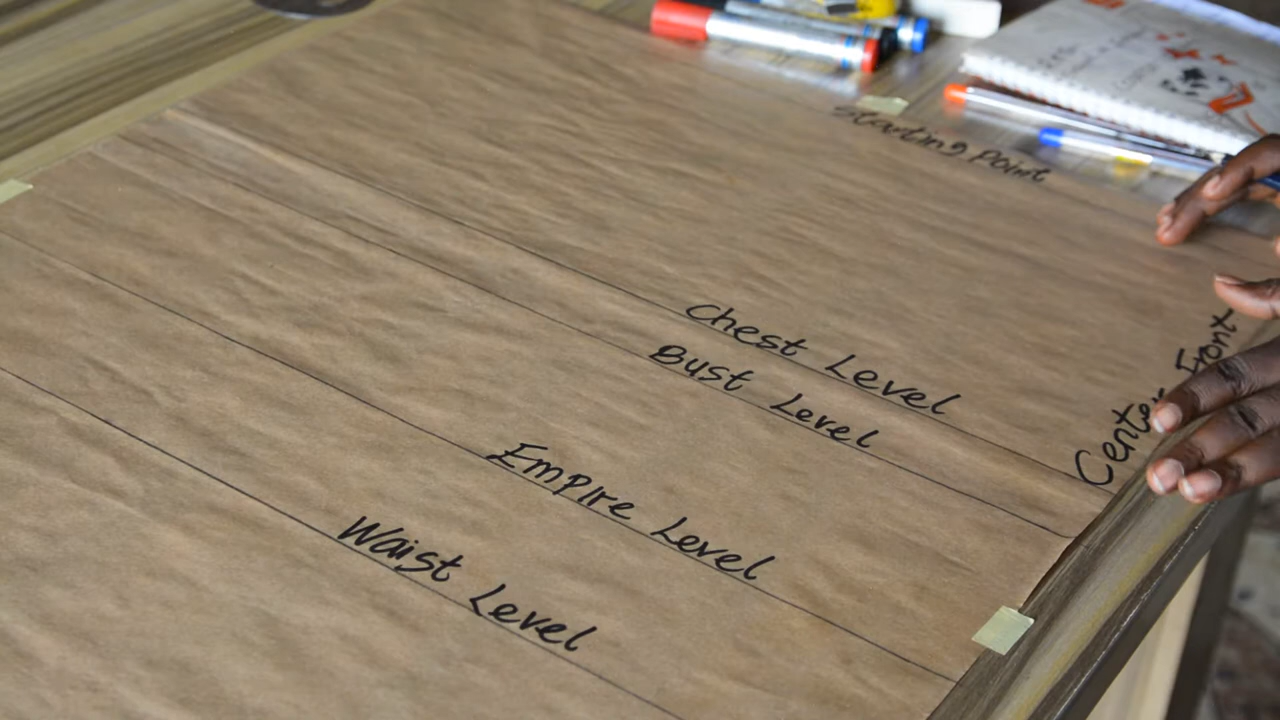 Starting Point
Chest Level
Bust Level
Center Front
Empire Level
Waist Level